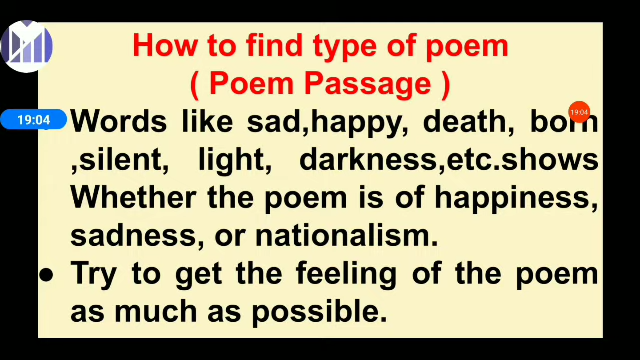 How to find type of poem
( Poem Passage )
19:04
Words like sad,happy, death, born
19:04
,silent, light, darkness,etc.shows
Whether the poem is of happiness,
sadness, or nationalism.
● Try to get the feeling of the poem
as much as possible.